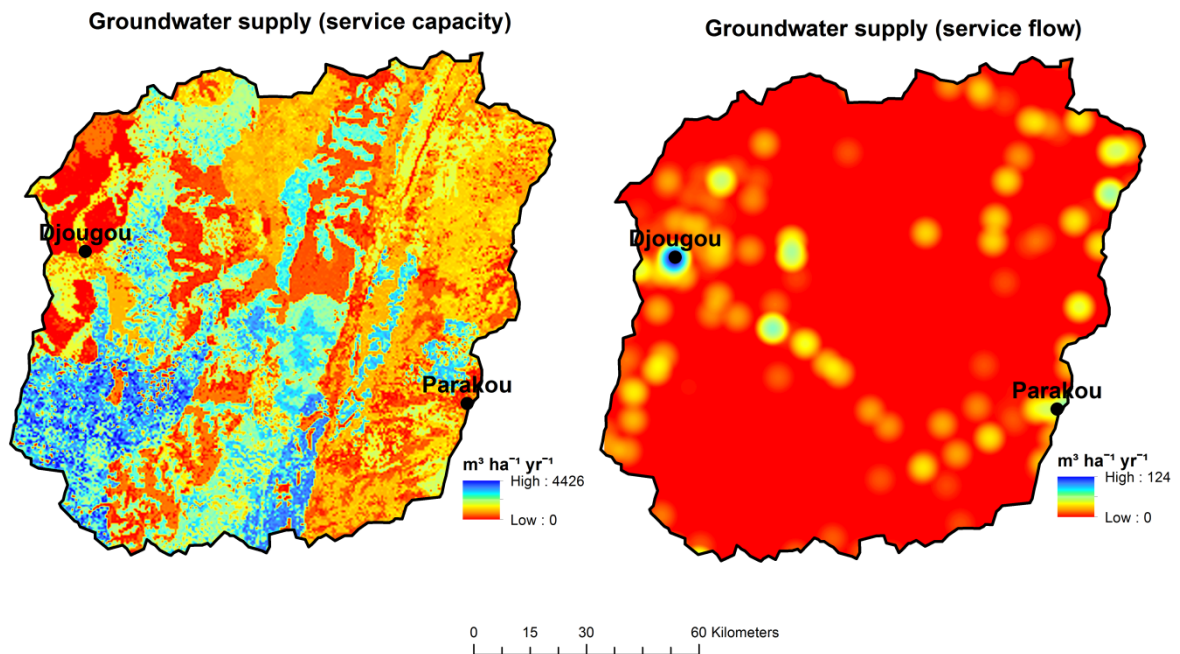 Groundwater supply (service capacity)
Djougou
Parakou
m³ ha⁻¹ yr⁻¹
High : 4426
Low : 0
Groundwater supply (service flow)
Djougou
Parakou
m³ ha⁻¹ yr⁻¹
High : 124
Low : 0
0 15 30 60 Kilometers